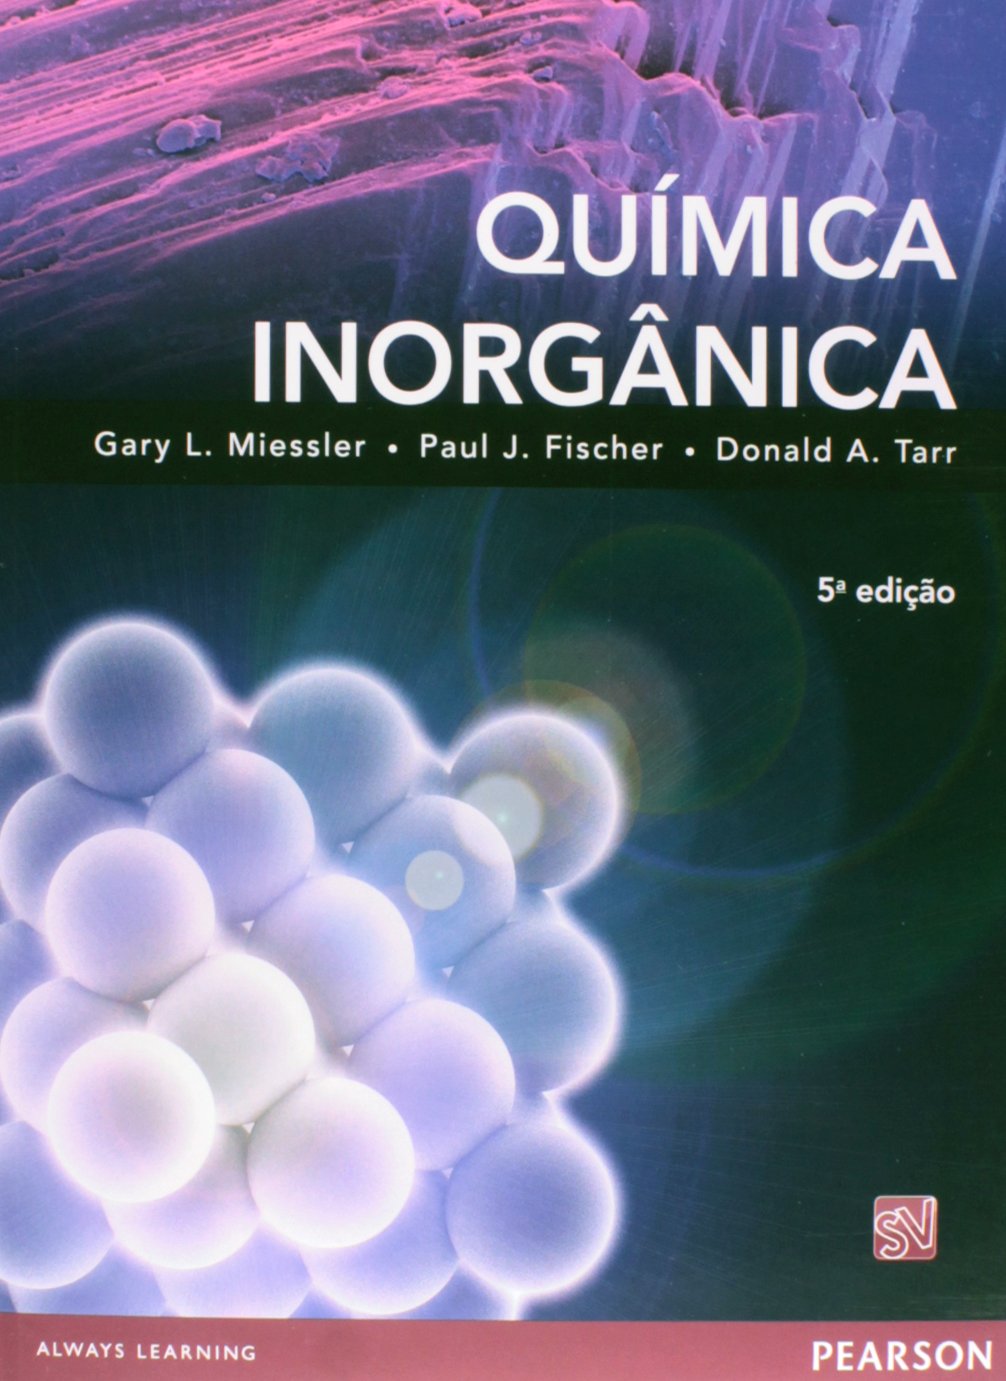 QUÍMICA
INORGÂNICA
Gary L. Miessler • Paul J. Fischer • Donald A. Tarr
5ª edição
SV
ALWAYS LEARNING
PEARSON